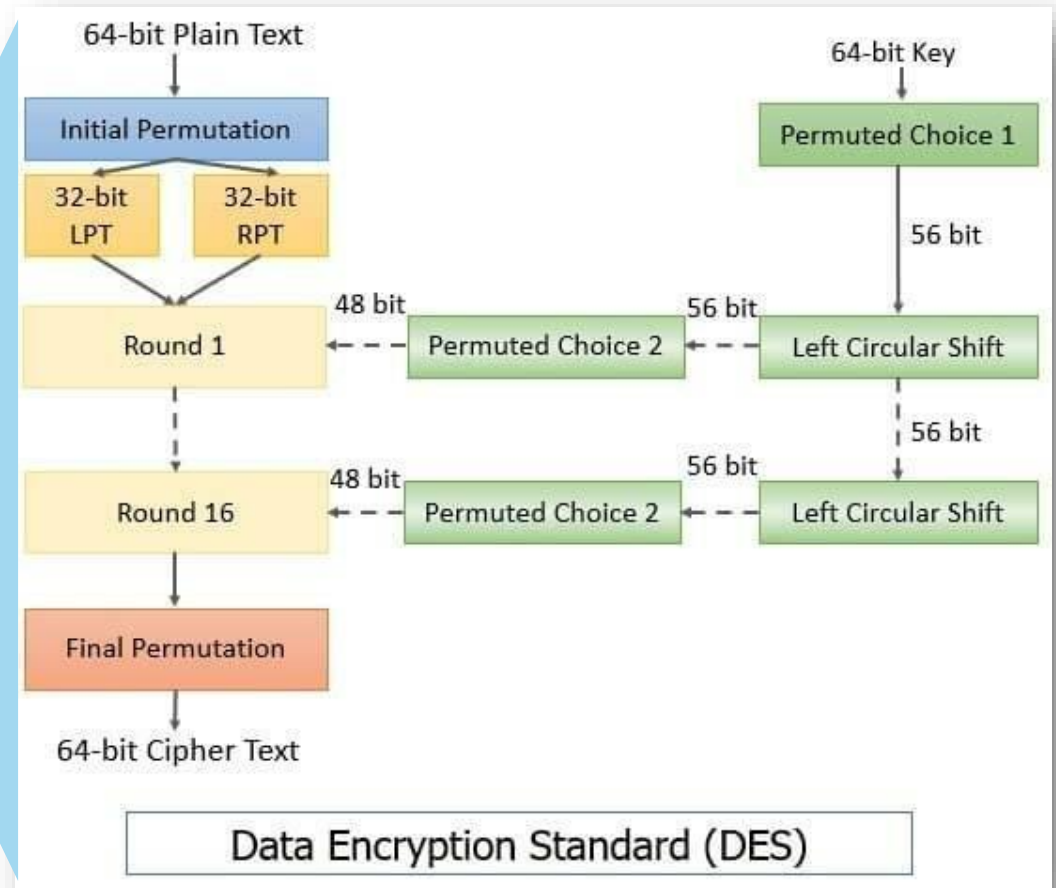 64-bit Plain Text
64-bit Key
Initial Permutation
Permuted Choice 1
32-bit
LPT
32-bit
RPT
56 bit
48 bit
56 bit
Round 1
Permuted Choice 2
Left Circular Shift
56 bit
48 bit
56 bit
Round 16
Permuted Choice 2
Left Circular Shift
Final Permutation
64-bit Cipher Text
Data Encryption Standard (DES)